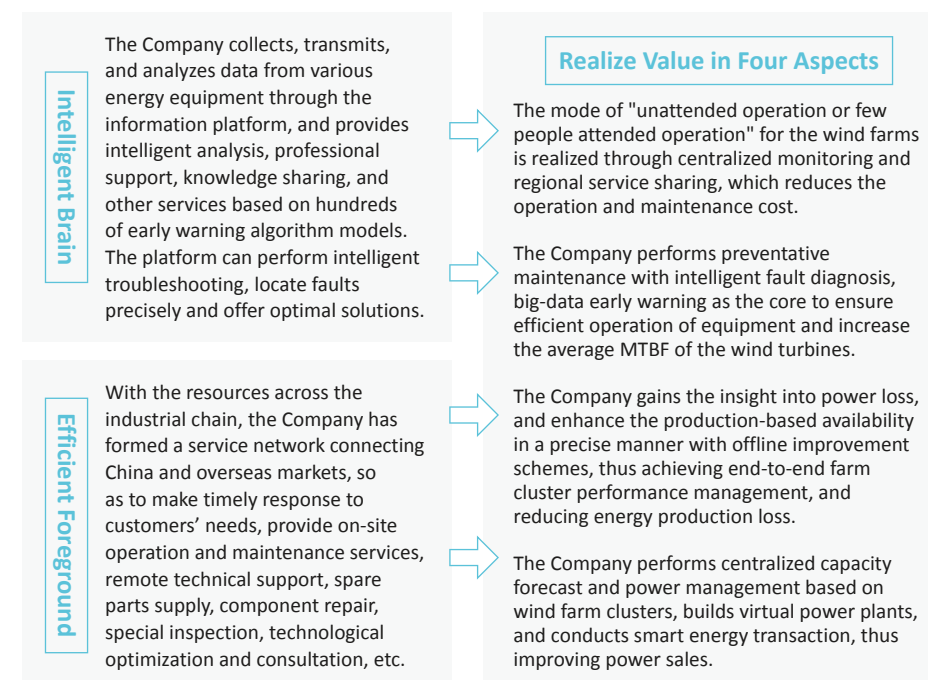 Intelligent Brain
The Company collects, transmits,
and analyzes data from various
energy equipment through the
information platform, and provides
intelligent analysis, professional
support, knowledge sharing, and
other services based on hundreds
of early warning algorithm models.
The platform can perform intelligent
troubleshooting, locate faults
precisely and offer optimal solutions.
Efficient Foreground
With the resources across the
industrial chain, the Company has
formed a service network connecting
China and overseas markets, so
as to make timely response to
customers’ needs, provide on-site
operation and maintenance services,
remote technical support, spare
parts supply, component repair,
special inspection, technological
optimization and consultation, etc.
Realize Value in Four Aspects
The mode of "unattended operation or few
people attended operation" for the wind farms
is realized through centralized monitoring and
regional service sharing, which reduces the
operation and maintenance cost.
The Company performs preventative
maintenance with intelligent fault diagnosis,
big-data early warning as the core to ensure
efficient operation of equipment and increase
the average MTBF of the wind turbines.
The Company gains the insight into power loss,
and enhance the production-based availability
in a precise manner with offline improvement
schemes, thus achieving end-to-end farm
cluster performance management, and
reducing energy production loss.
The Company performs centralized capacity
forecast and power management based on
wind farm clusters, builds virtual power plants,
and conducts smart energy transaction, thus
improving power sales.